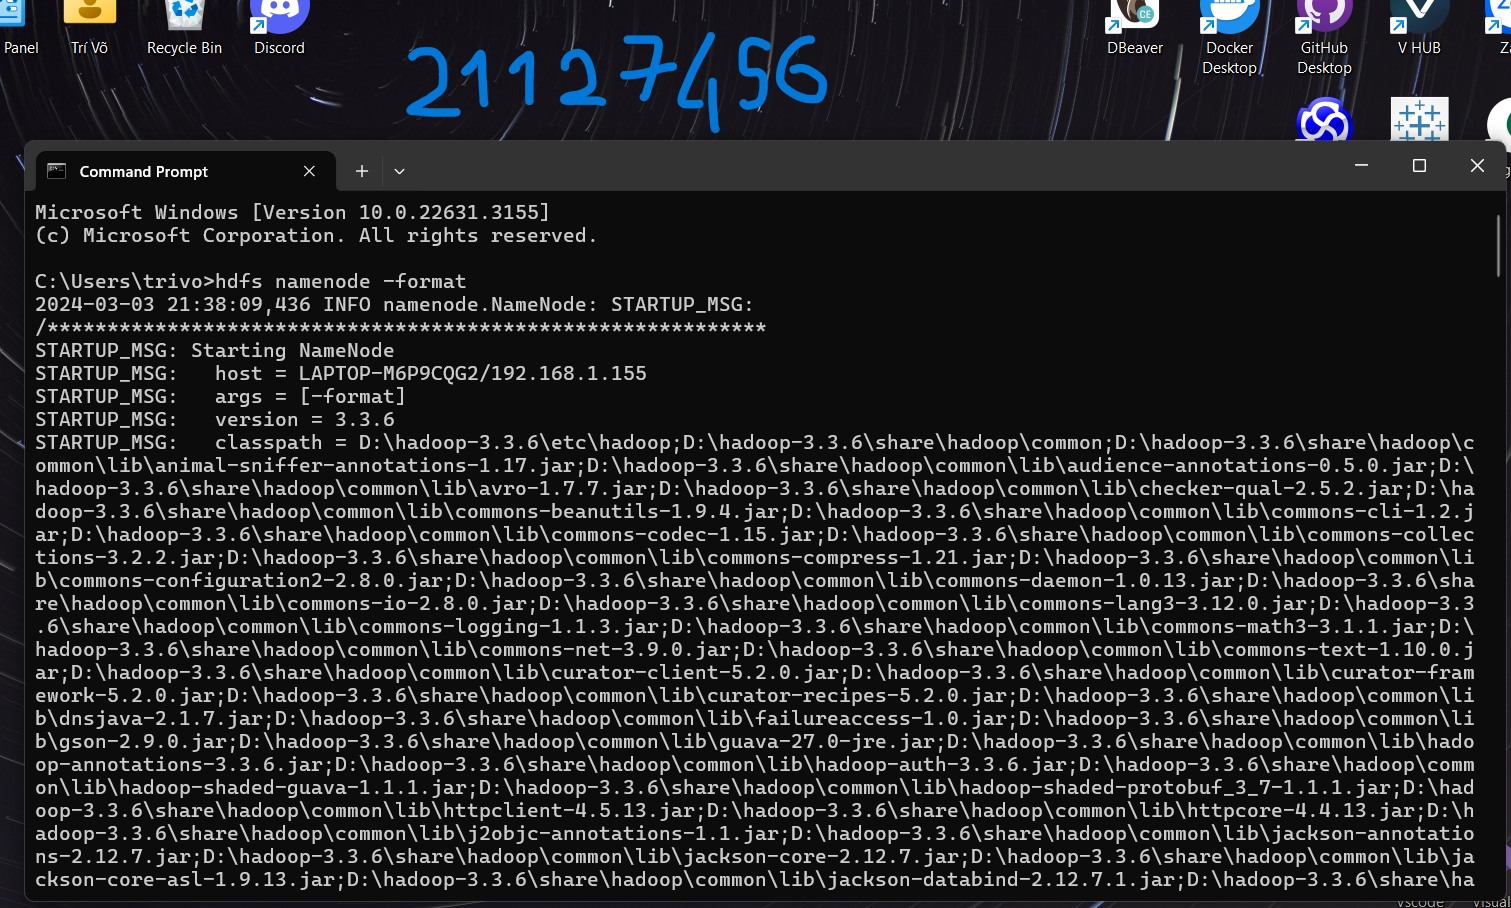 Panel
Trí Võ
Recycle Bin
Discord
DBeaver
Docker
Desktop
GitHub
Desktop
V HUB
Za
CE
21127456
Command Prompt
Microsoft Windows [Version 10.0.22631.3155]
(c) Microsoft Corporation. All rights reserved.
C:\Users\trivo>hdfs namenode -format
2024-03-03 21:38:09,436 INFO namenode.NameNode: STARTUP_MSG:
/************************************************************
STARTUP_MSG: Starting NameNode
STARTUP_MSG:   host = LAPTOP-M6P9CQG2/192.168.1.155
STARTUP_MSG:   args = [-format]
STARTUP_MSG:   version = 3.3.6
STARTUP_MSG:   classpath = D:\hadoop-3.3.6\etc\hadoop;D:\hadoop-3.3.6\share\hadoop\common;D:\hadoop-3.3.6\share\hadoop\c
ommon\lib\animal-sniffer-annotations-1.17.jar;D:\hadoop-3.3.6\share\hadoop\common\lib\audience-annotations-0.5.0.jar;D:\
hadoop-3.3.6\share\hadoop\common\lib\avro-1.7.7.jar;D:\hadoop-3.3.6\share\hadoop\common\lib\checker-qual-2.5.2.jar;D:\ha
doop-3.3.6\share\hadoop\common\lib\commons-beanutils-1.9.4.jar;D:\hadoop-3.3.6\share\hadoop\common\lib\commons-cli-1.2.j
ar;D:\hadoop-3.3.6\share\hadoop\common\lib\commons-codec-1.15.jar;D:\hadoop-3.3.6\share\hadoop\common\lib\commons-collec
tions-3.2.2.jar;D:\hadoop-3.3.6\share\hadoop\common\lib\commons-compress-1.21.jar;D:\hadoop-3.3.6\share\hadoop\common\li
b\commons-configuration2-2.8.0.jar;D:\hadoop-3.3.6\share\hadoop\common\lib\commons-daemon-1.0.13.jar;D:\hadoop-3.3.6\sha
re\hadoop\common\lib\commons-io-2.8.0.jar;D:\hadoop-3.3.6\share\hadoop\common\lib\commons-lang3-3.12.0.jar;D:\hadoop-3.3
.6\share\hadoop\common\lib\commons-logging-1.1.3.jar;D:\hadoop-3.3.6\share\hadoop\common\lib\commons-math3-3.1.1.jar;D:\
hadoop-3.3.6\share\hadoop\common\lib\commons-net-3.9.0.jar;D:\hadoop-3.3.6\share\hadoop\common\lib\commons-text-1.10.0.j
ar;D:\hadoop-3.3.6\share\hadoop\common\lib\curator-client-5.2.0.jar;D:\hadoop-3.3.6\share\hadoop\common\lib\curator-fram
ework-5.2.0.jar;D:\hadoop-3.3.6\share\hadoop\common\lib\curator-recipes-5.2.0.jar;D:\hadoop-3.3.6\share\hadoop\common\li
b\dnsjava-2.1.7.jar;D:\hadoop-3.3.6\share\hadoop\common\lib\failureaccess-1.0.jar;D:\hadoop-3.3.6\share\hadoop\common\li
b\gson-2.9.0.jar;D:\hadoop-3.3.6\share\hadoop\common\lib\guava-27.0-jre.jar;D:\hadoop-3.3.6\share\hadoop\common\lib\hado
op-annotations-3.3.6.jar;D:\hadoop-3.3.6\share\hadoop\common\lib\hadoop-auth-3.3.6.jar;D:\hadoop-3.3.6\share\hadoop\comm
on\lib\hadoop-shaded-guava-1.1.1.jar;D:\hadoop-3.3.6\share\hadoop\common\lib\hadoop-shaded-protobuf_3_7-1.1.1.jar;D:\had
oop-3.3.6\share\hadoop\common\lib\httpclient-4.5.13.jar;D:\hadoop-3.3.6\share\hadoop\common\lib\httpcore-4.4.13.jar;D:\h
adoop-3.3.6\share\hadoop\common\lib\j2objc-annotations-1.1.jar;D:\hadoop-3.3.6\share\hadoop\common\lib\jackson-annotatio
ns-2.12.7.jar;D:\hadoop-3.3.6\share\hadoop\common\lib\jackson-core-2.12.7.jar;D:\hadoop-3.3.6\share\hadoop\common\lib\ja
ckson-core-asl-1.9.13.jar;D:\hadoop-3.3.6\share\hadoop\common\lib\jackson-databind-2.12.7.1.jar;D:\hadoop-3.3.6\share\ha